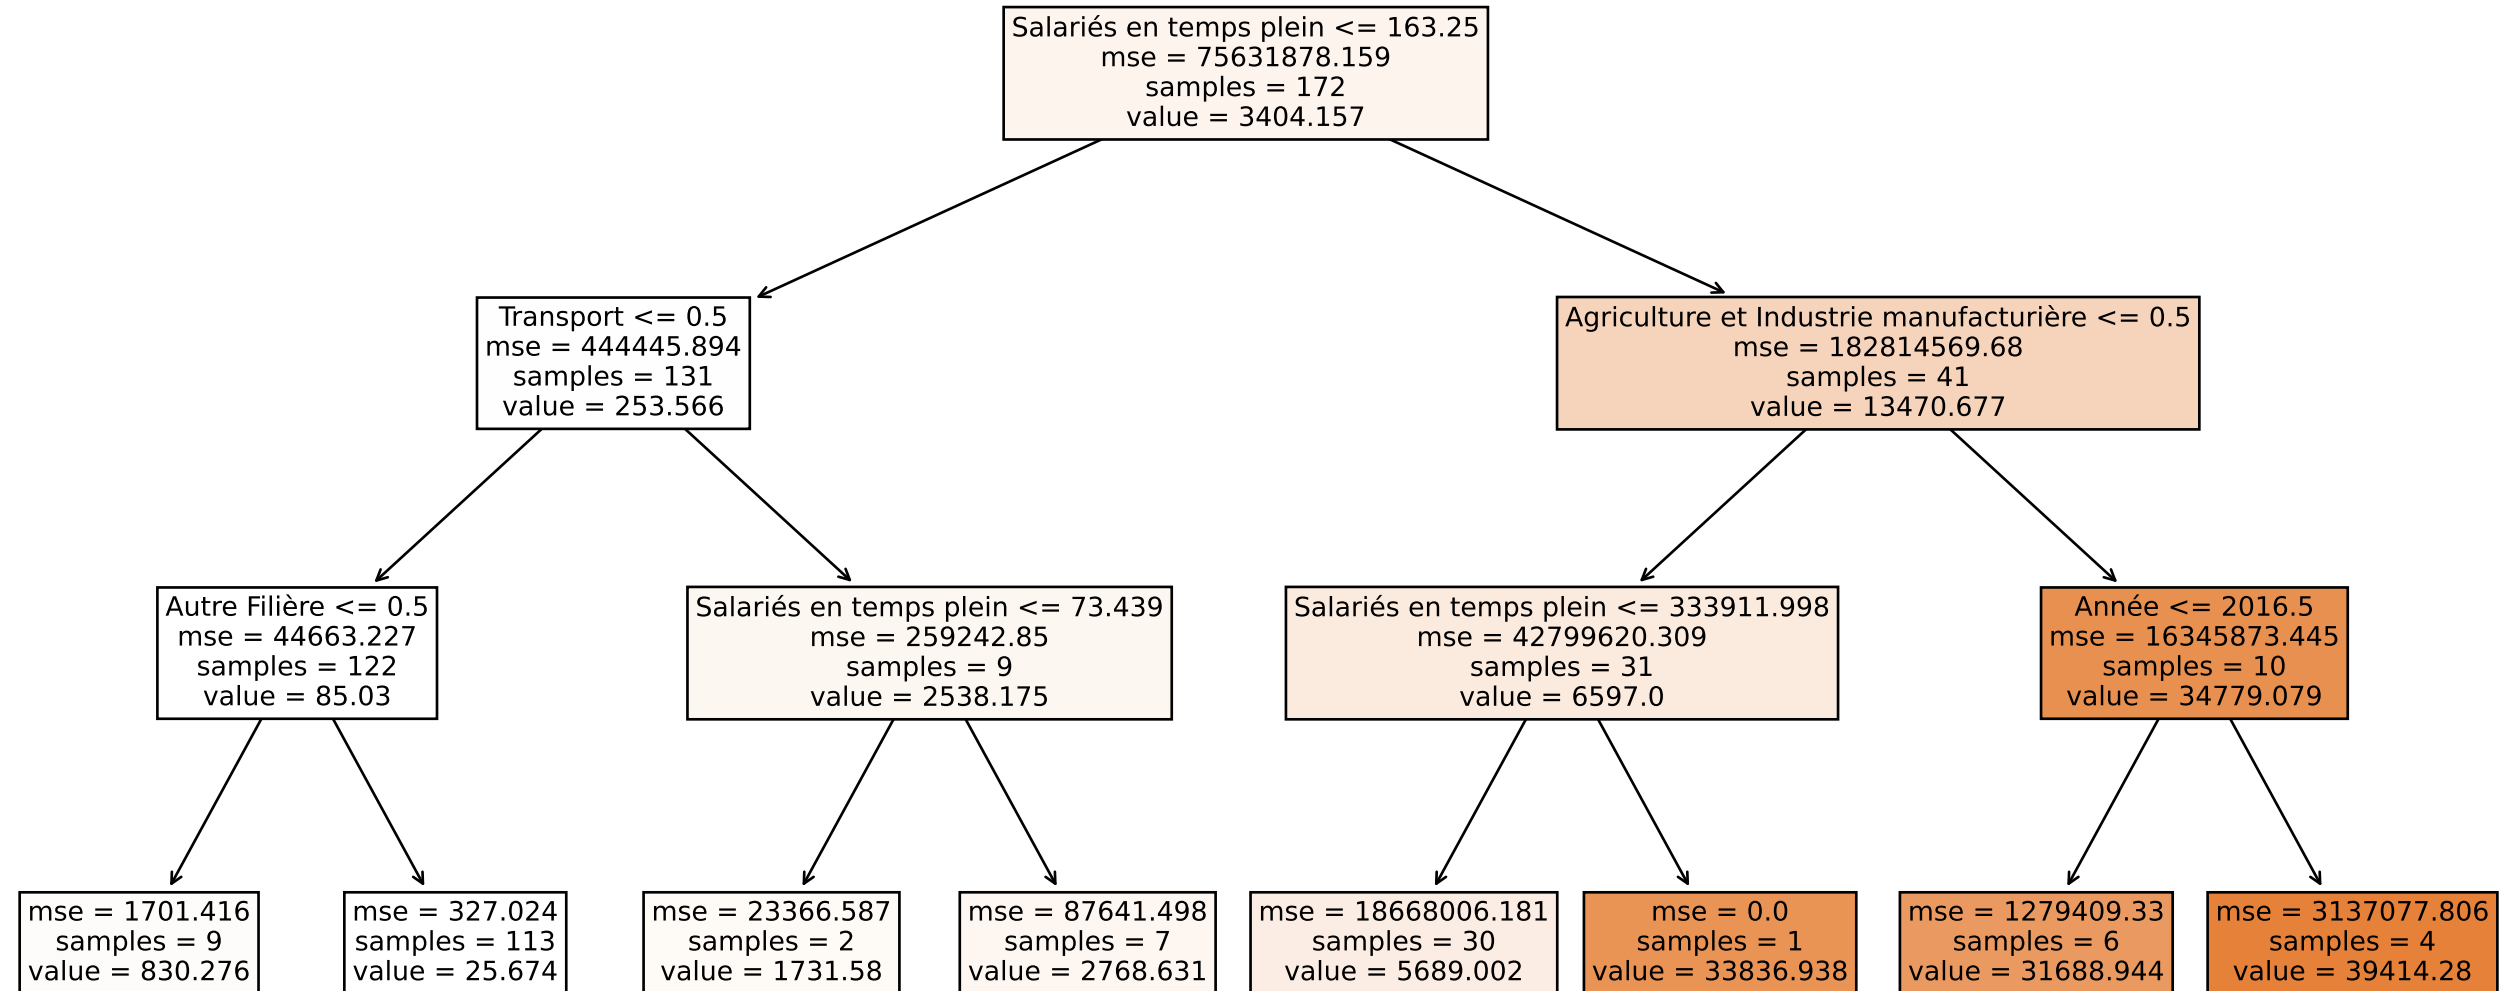 Salariés en temps plein <= 163.25
mse = 75631878.159
samples = 172
value = 3404.157
Transport <= 0.5
mse = 444445.894
samples = 131
value = 253.566
Agriculture et Industrie manufacturière <= 0.5
mse = 182814569.68
samples = 41
value = 13470.677
Autre Filière <= 0.5
mse = 44663.227
samples = 122
value = 85.03
Salariés en temps plein <= 73.439
mse = 259242.85
samples = 9
value = 2538.175
Salariés en temps plein <= 333911.998
mse = 42799620.309
samples = 31
value = 6597.0
Année <= 2016.5
mse = 16345873.445
samples = 10
value = 34779.079
mse = 1701.416
samples = 9
value = 830.276
mse = 327.024
samples = 113
value = 25.674
mse = 23366.587
samples = 2
value = 1731.58
mse = 87641.498
samples = 7
value = 2768.631
mse = 18668006.181
samples = 30
value = 5689.002
mse = 0.0
samples = 1
value = 33836.938
mse = 1279409.33
samples = 6
value = 31688.944
mse = 3137077.806
samples = 4
value = 39414.28